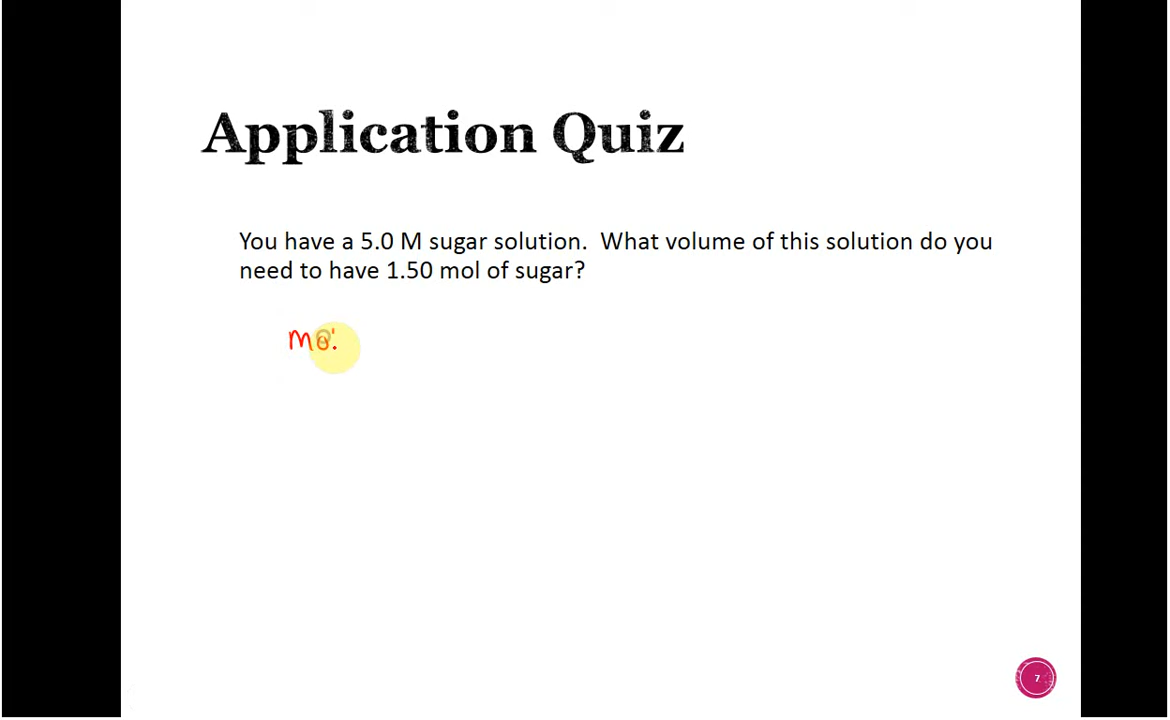 Application Quiz
You have a 5.0 M sugar solution. What volume of this solution do you
need to have 1.50 mol of sugar?
7